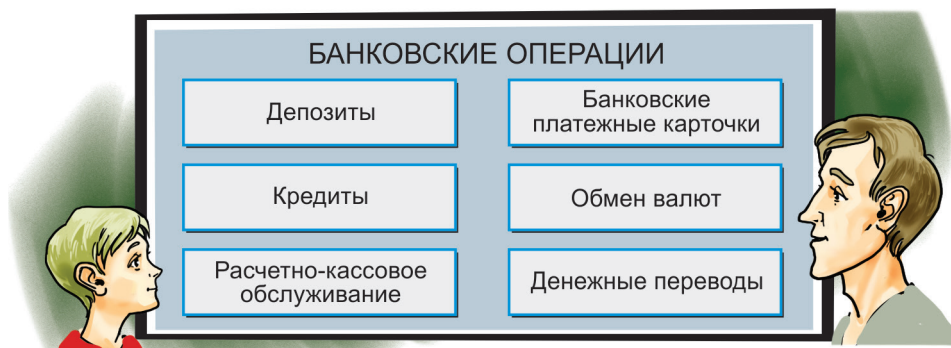 БАНКОВСКИЕ ОПЕРАЦИИ
Депозиты
Банковские
платежные карточки
Кредиты
Обмен валют
Расчетно-кассовое
обслуживание
Денежные переводы